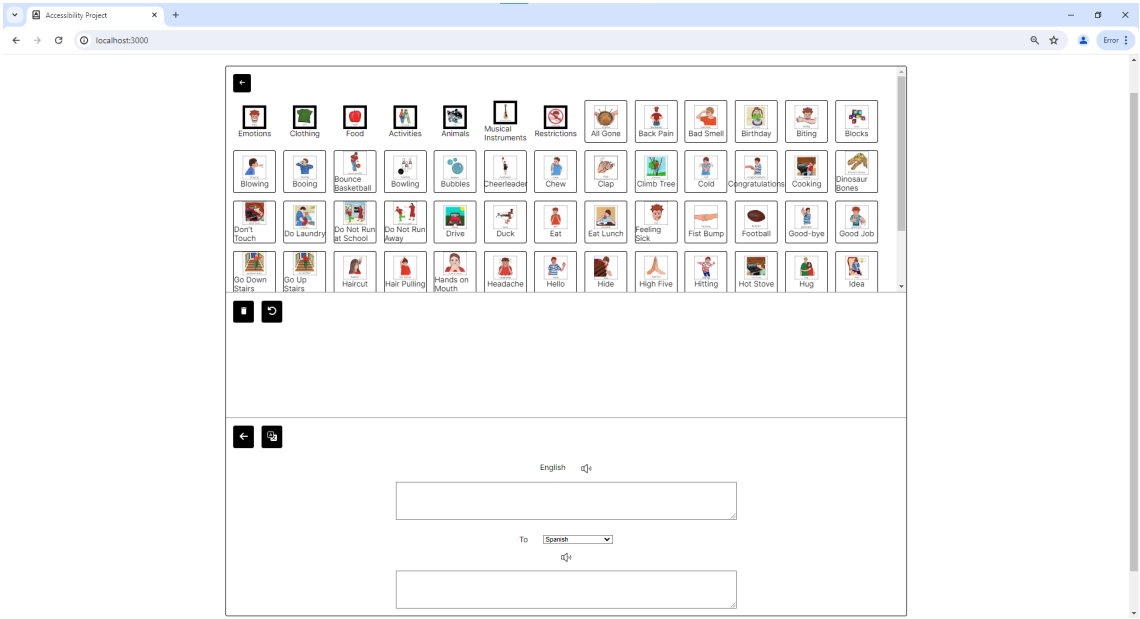 Accessibility Project
localhost:3000
Error
Emotions
Clothing
Food
Activities
Animals
Musical
Instruments
Restrictions
All Gone
Back Pain
Bad Smell
Birthday
Biting
Blocks
Blowing
Booing
Bounce
Basketball
Bowling
Bubbles
Cheerleader
Chew
Clap
Climb Tree
Cold
Congratulations
Cooking
Dinosaur
Bones
Don't
Touch
Do Laundry
Do Not Run
at School
Do Not Run
Away
Drive
Duck
Eat
Eat Lunch
Feeling
Sick
Fist Bump
Football
Good-bye
Good Job
Go Down
Stairs
Go Up
Stairs
Haircut
Hair Pulling
Hands on
Mouth
Headache
Hello
Hide
High Five
Hitting
Hot Stove
Hug
Idea
English
To
Spanish